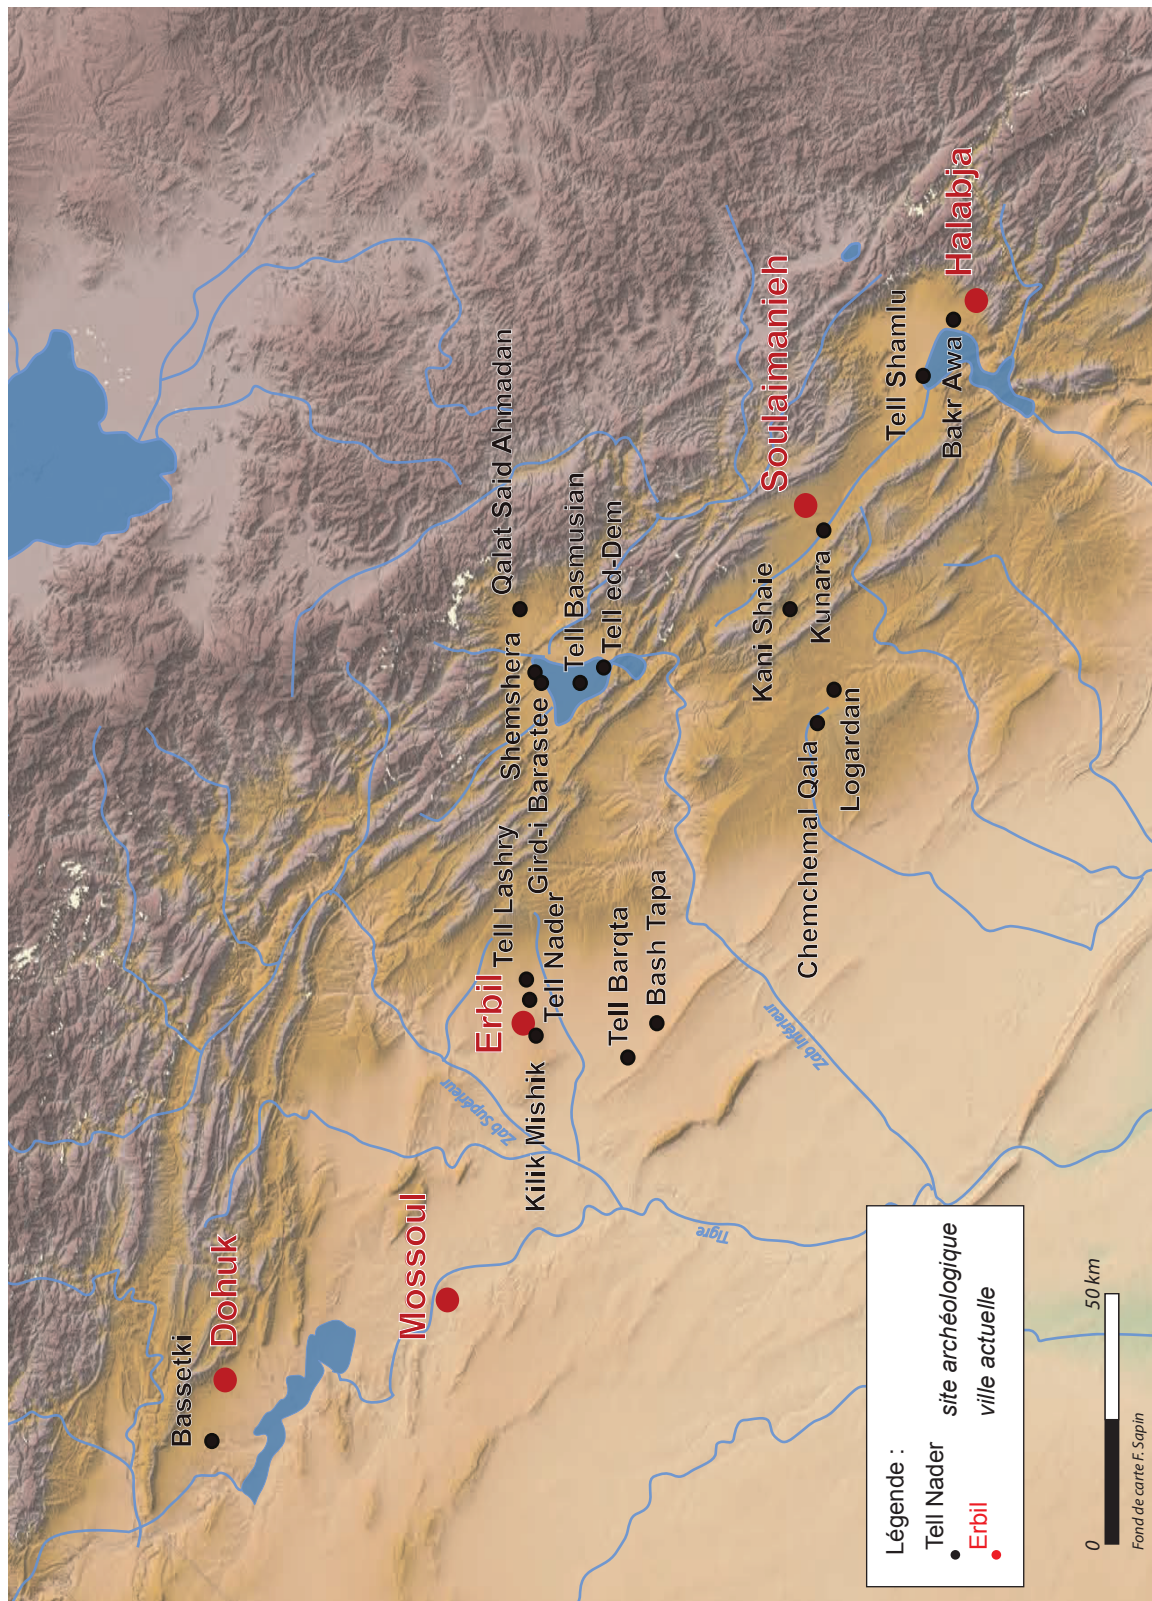 Bassetki
Dohuk
Mossoul
Erbil
Tell Lashry
Kilik Mishik
Tell Nader
Tell Barqta
Bash Tapa
Shemshera
Gird-i Barastee
Qalat Said Ahmadan
Tell Basmusian
Tell ed-Dem
Soulaimanieh
Kani Shaie
Kunara
Chemchemal Qala
Logardan
Tell Shamlu
Bakr Awa
Halabja
Zab Supérieur
Zab Inférieur
Tigre
Légende :
Tell Nader site archéologique
Erbil ville actuelle
0 50 km
Fond de carte F. Sapin